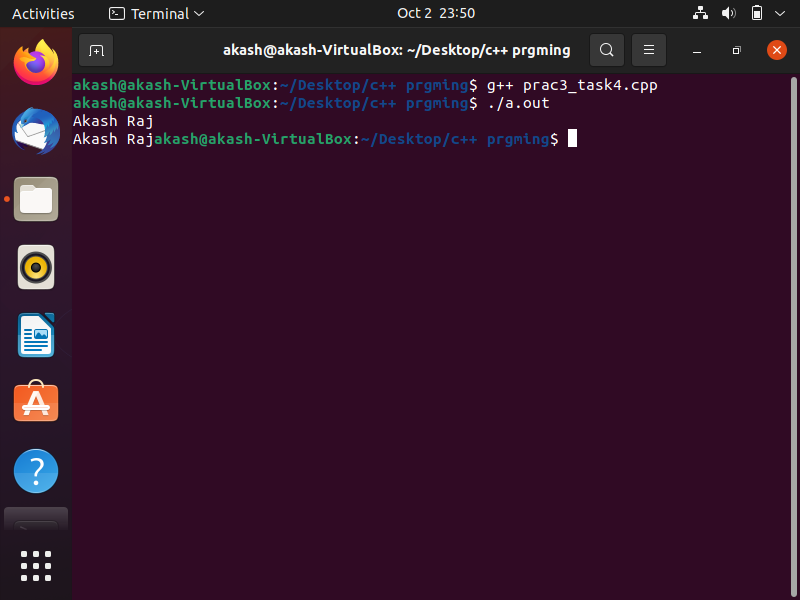 Activities
Terminal
Oct 2 23:50
akash@akash-VirtualBox: ~/Desktop/c++ prgming
akash@akash-VirtualBox:~/Desktop/c++ prgming$ g++ prac3_task4.cpp
akash@akash-VirtualBox:~/Desktop/c++ prgming$ ./a.out
Akash Raj
Akash Rajakash@akash-VirtualBox:~/Desktop/c++ prgming$